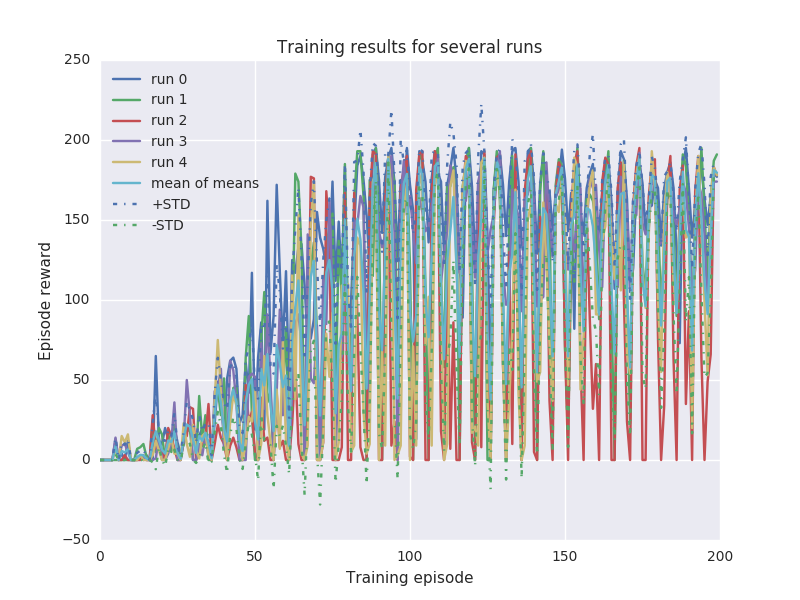 Training results for several runs
250
200
150
100
50
0
−50
run 0
run 1
run 2
run 3
run 4
mean of means
+STD
-STD
Episode reward
0
50
100
150
200
Training episode